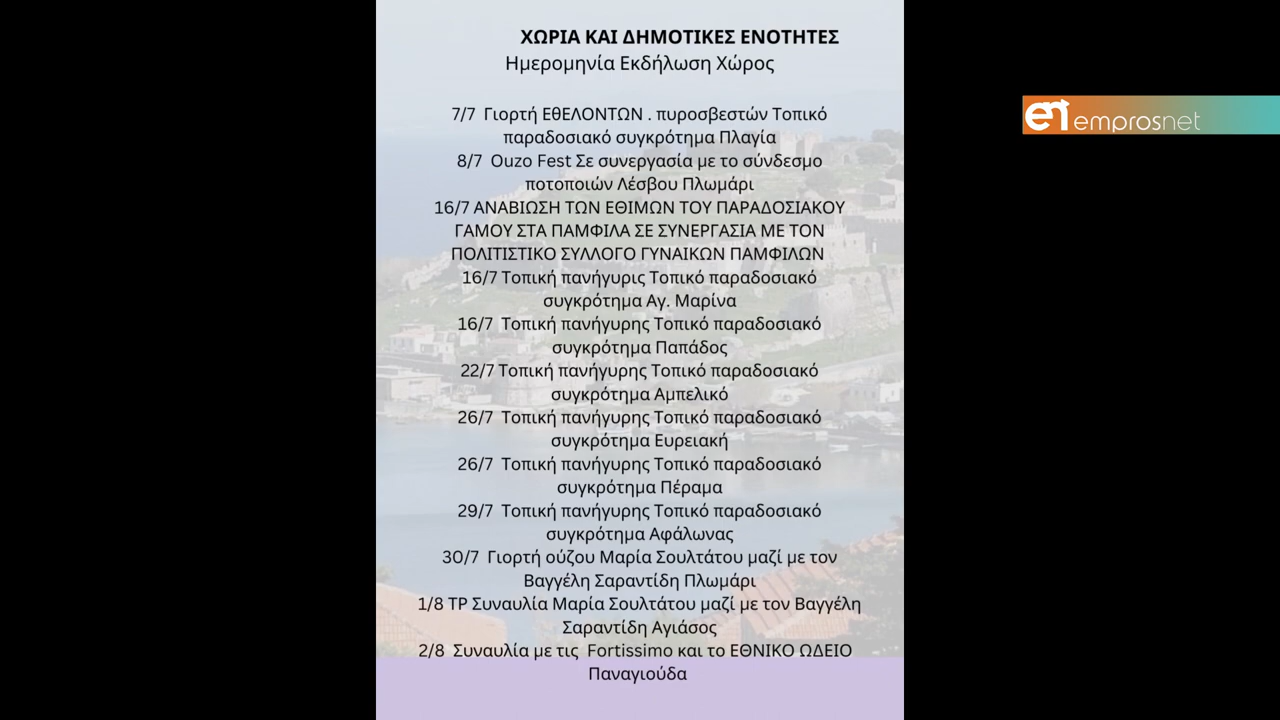 ΧΩΡΙΑ ΚΑΙ ΔΗΜΟΤΙΚΕΣ ΕΝΟΤΗΤΕΣ
Ημερομηνία Εκδήλωση Χώρος
7/7 Γιορτή ΕθΕΛΟΝΤΩΝ . πυροσβεστών Τοπικό
παραδοσιακό συγκρότημα Πλαγία
8/7 Ouzo Fest Σε συνεργασία με το σύνδεσμο
ποτοποιών Λέσβου Πλωμάρι
16/7 ΑΝΑΒΙΩΣΗ ΤΩΝ ΕΘΙΜΩΝ ΤΟΥ ΠΑΡΑΔΟΣΙΑΚΟΥ
ΓΑΜΟΥ ΣΤΑ ΠΑΜΦΙΛΑ ΣΕ ΣΥΝΕΡΓΑΣΙΑ ΜΕ ΤΟΝ
ΠΟΛΙΤΙΣΤΙΚΟ ΣΥΛΛΟΓΟ ΓΥΝΑΙΚΩΝ ΠΑΜΦΙΛΩΝ
16/7 Τοπική πανήγυρις Τοπικό παραδοσιακό
συγκρότημα Αγ. Μαρίνα
16/7 Τοπική πανήγυρης Τοπικό παραδοσιακό
συγκρότημα Παπάδος
22/7 Τοπική πανήγυρης Τοπικό παραδοσιακό
συγκρότημα Αμπελικό
26/7 Τοπική πανήγυρης Τοπικό παραδοσιακό
συγκρότημα Ευρειακή
26/7 Τοπική πανήγυρης Τοπικό παραδοσιακό
συγκρότημα Πέραμα
29/7 Τοπική πανήγυρης Τοπικό παραδοσιακό
συγκρότημα Αφάλωνας
30/7 Γιορτή ούζου Μαρία Σουλτάτου μαζί με τον
Βαγγέλη Σαραντίδη Πλωμάρι
1/8 ΤΡ Συναυλία Μαρία Σουλτάτου μαζί με τον Βαγγέλη
Σαραντίδη Αγιάσος
2/8 Συναυλία με τις Fortissimo και το ΕΘΝΙΚΟ ΩΔΕΙΟ
Παναγιούδα
emprosnet